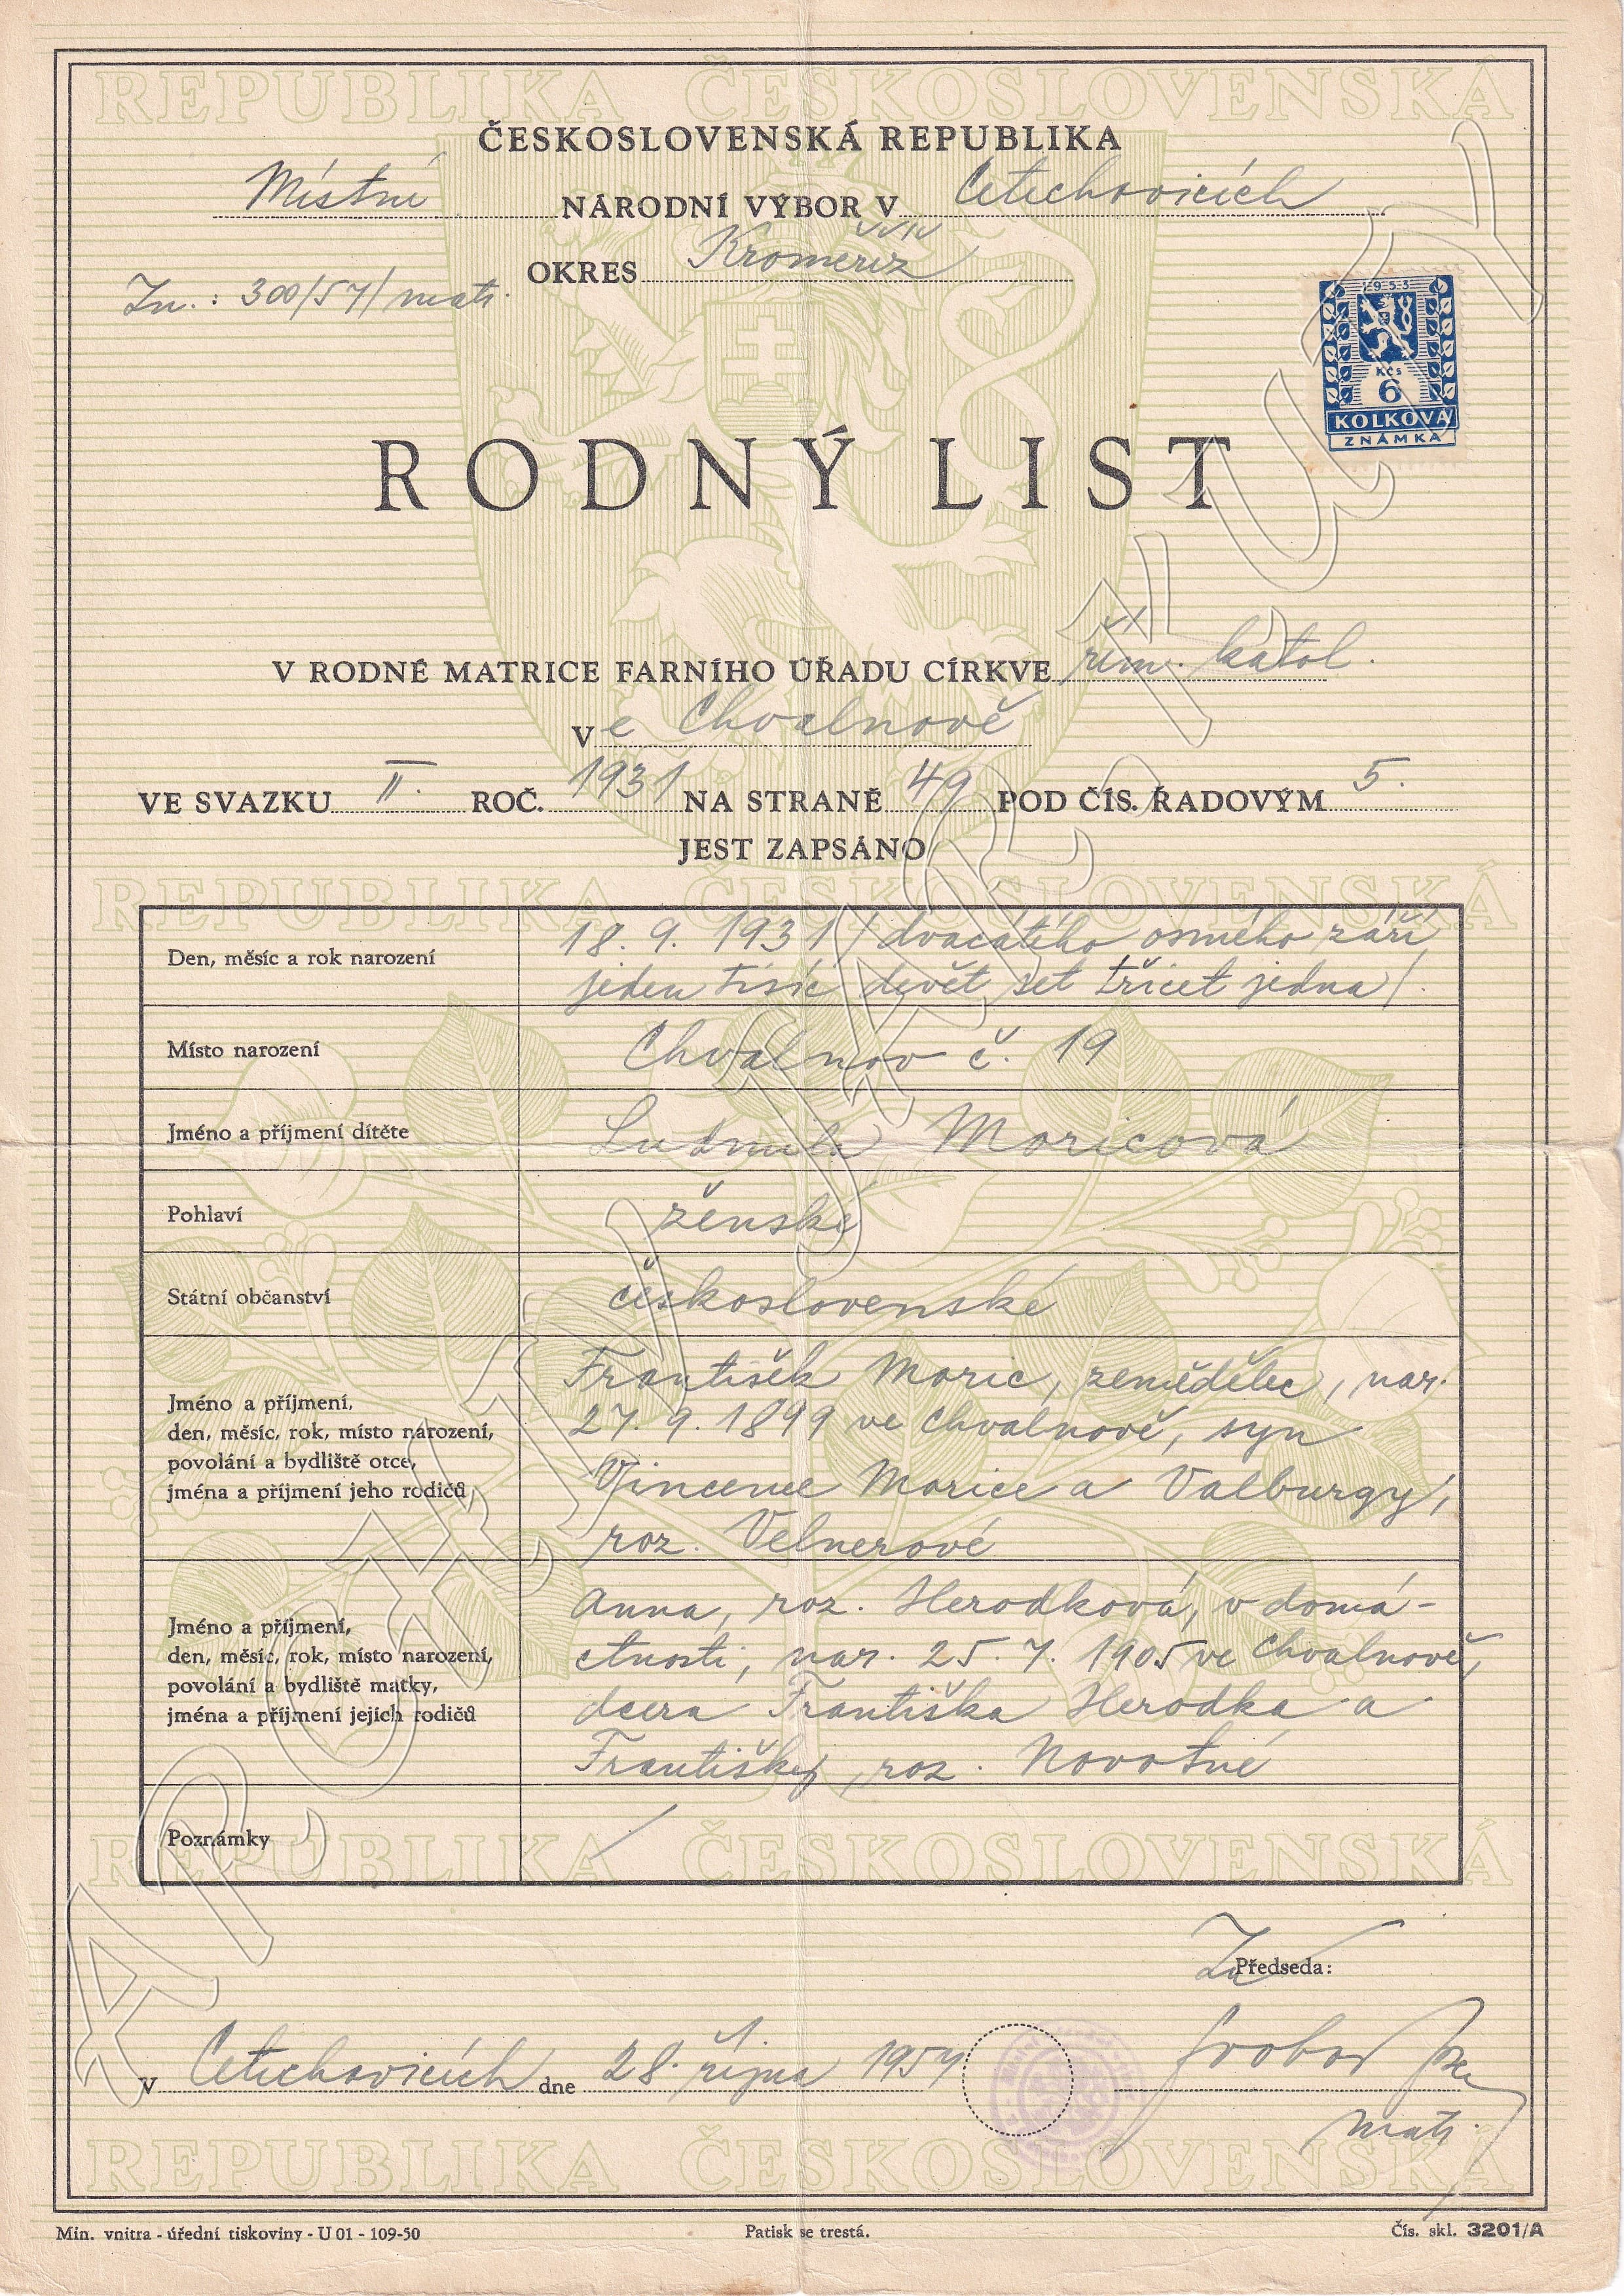 REPUBLIKA ČESKOSLOVENSKÁ
ČESKOSLOVENSKÁ REPUBLIKA
Místní NÁRODNÍ VÝBOR V Cetechovicích
OKRES Kroměříž
Zn.: 300/57/matr.
1953
Kčs
6
KOLKOVÁ
ZNÁMKA
RODNÝ LIST
V RODNÉ MATRICE FARNÍHO ÚŘADU CÍRKVE řím. katol.
Ve Chvalnově
VE SVAZKU II. ROČ. 1931 NA STRANĚ 49 POD ČÍS. ŘADOVÝM 5.
JEST ZAPSÁNO
REPUBLIKA ČESKOSLOVENSKÁ
Den, měsíc a rok narození 18. 9. 1931 / dvacátého osmého září
jeden tisíc devět set třicet jedna /.
Místo narození Chvalnov č. 19
Jméno a příjmení dítěte Ludmila Moricová
Pohlaví ženské
Státní občanství československé
Jméno a příjmení,
den, měsíc, rok, místo narození,
povolání a bydliště otce,
jména a příjmení jeho rodičů
František Moric, zemědělec, nar.
27. 9. 1899 ve Chvalnově, syn
Vincence Morice a Valburgy,
roz. Velnerové
Jméno a příjmení,
den, měsíc, rok, místo narození,
povolání a bydliště matky,
jména a příjmení jejich rodičů
Anna, roz. Herodková, v domá-
cnosti, nar. 25. 7. 1905 ve Chvalnově,
dcera Františka Herodka a
Františky, roz. Novotné
Poznámky /
REPUBLIKA ČESKOSLOVENSKÁ
Za Předseda:
V Cetechovicích dne 28. října 1957
matr.
REPUBLIKA ČESKOSLOVENSKÁ
Min. vnitra - úřední tiskoviny - U 01 - 109-50 Patisk se trestá. Čís. skl. 3201/A